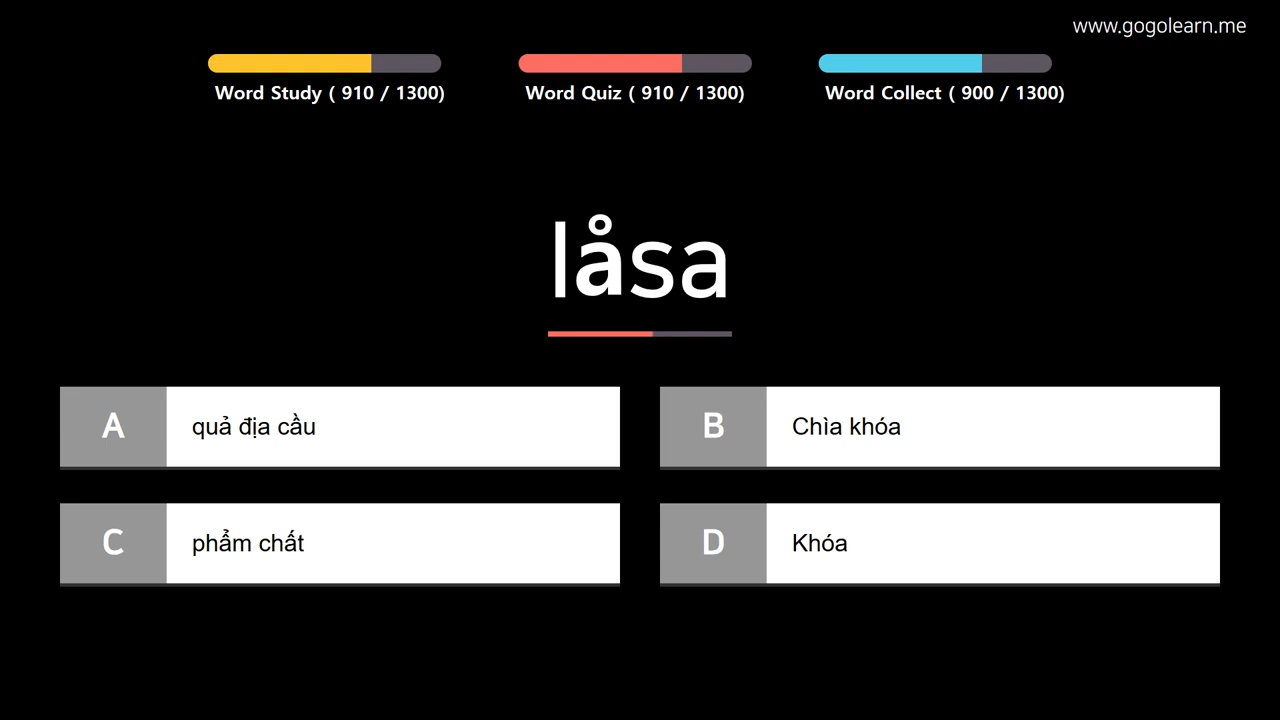 www.gogolearn.me
Word Study ( 910 / 1300)
Word Quiz ( 910 / 1300)
Word Collect ( 900 / 1300)
låsa
A
quả địa cầu
B
Chìa khóa
C
phẩm chất
D
Khóa